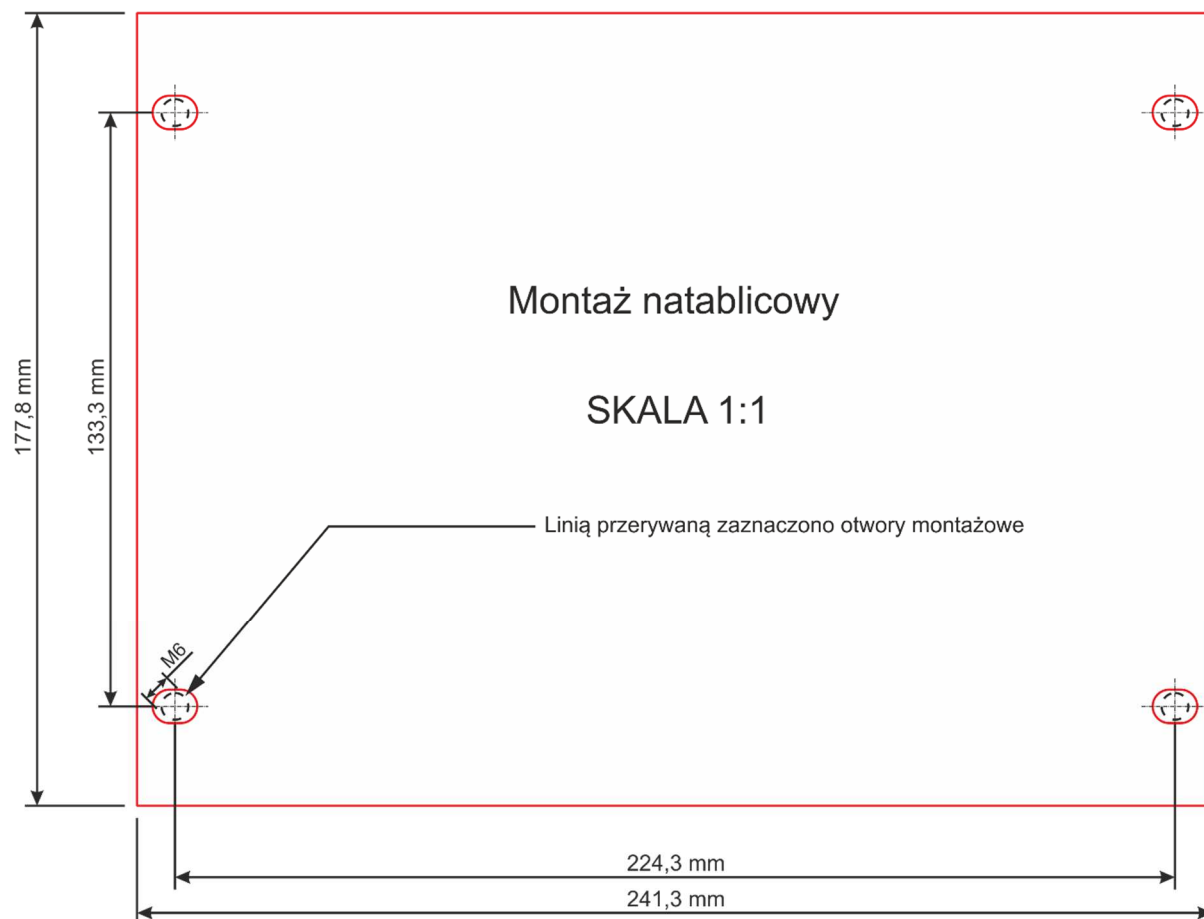 Montaż natablicowy
SKALA 1:1
177,8 mm
133,3 mm
Linią przerywaną zaznaczono otwory montażowe
M6
224,3 mm
241,3 mm